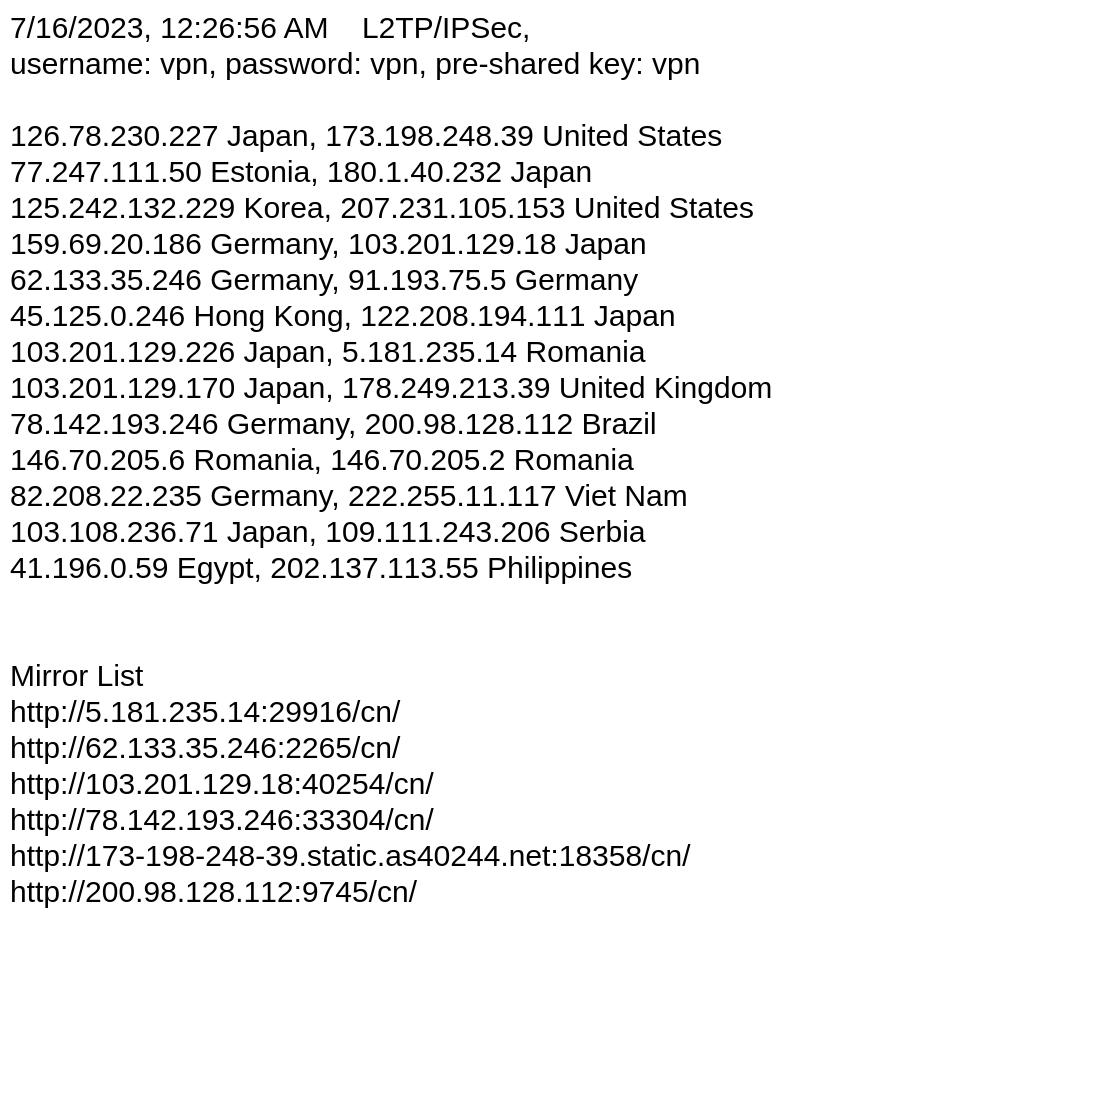 7/16/2023, 12:26:56 AM    L2TP/IPSec,
username: vpn, password: vpn, pre-shared key: vpn
126.78.230.227 Japan, 173.198.248.39 United States
77.247.111.50 Estonia, 180.1.40.232 Japan
125.242.132.229 Korea, 207.231.105.153 United States
159.69.20.186 Germany, 103.201.129.18 Japan
62.133.35.246 Germany, 91.193.75.5 Germany
45.125.0.246 Hong Kong, 122.208.194.111 Japan
103.201.129.226 Japan, 5.181.235.14 Romania
103.201.129.170 Japan, 178.249.213.39 United Kingdom
78.142.193.246 Germany, 200.98.128.112 Brazil
146.70.205.6 Romania, 146.70.205.2 Romania
82.208.22.235 Germany, 222.255.11.117 Viet Nam
103.108.236.71 Japan, 109.111.243.206 Serbia
41.196.0.59 Egypt, 202.137.113.55 Philippines
Mirror List
http://5.181.235.14:29916/cn/
http://62.133.35.246:2265/cn/
http://103.201.129.18:40254/cn/
http://78.142.193.246:33304/cn/
http://173-198-248-39.static.as40244.net:18358/cn/
http://200.98.128.112:9745/cn/